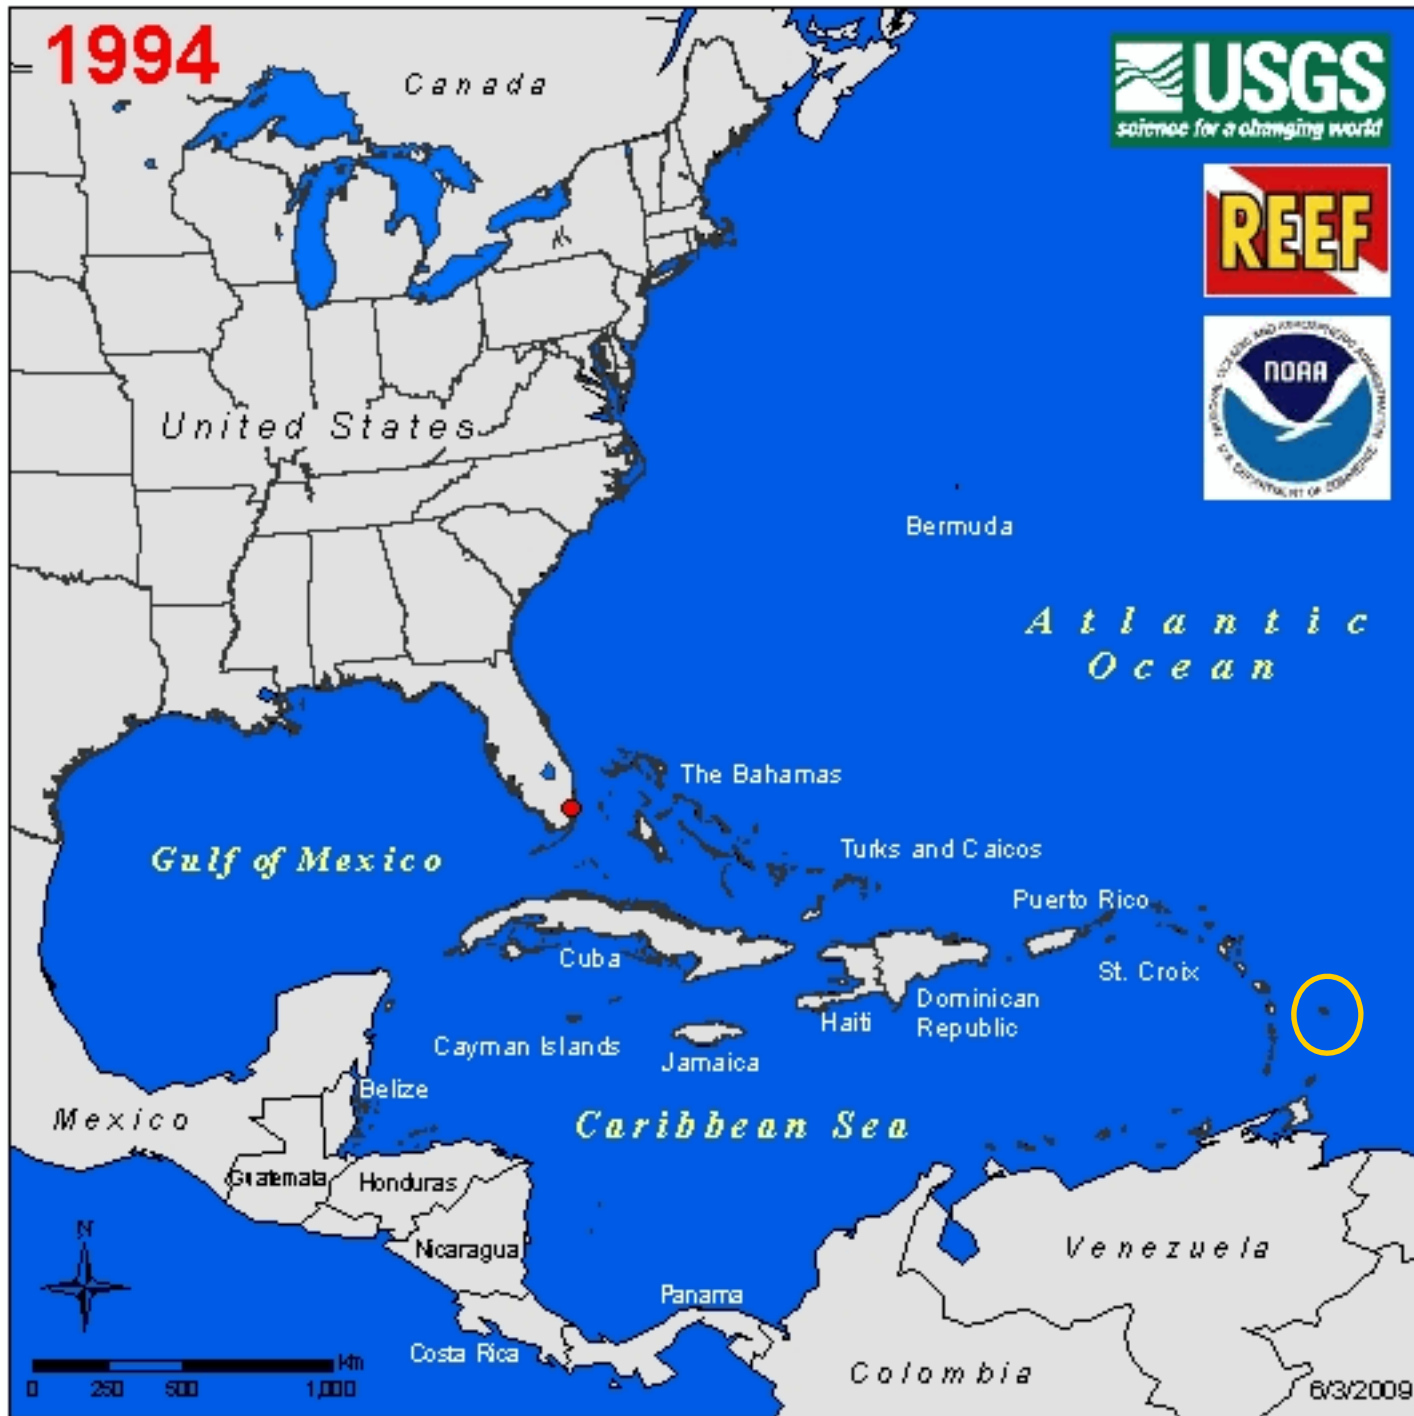 1994
Canada
USGS
science for a changing world
REEF
NOAA
United States
Bermuda
Atlantic
Ocean
The Bahamas
Gulf of Mexico
Turks and Caicos
Puerto Rico
Cuba
St. Croix
Dominican
Republic
Haiti
Cayman Islands
Jamaica
Belize
Mexico
Caribbean Sea
Guatemala
Honduras
Nicaragua
Venezuela
N
Panama
Costa Rica
Colombia
km
0 250 500 1,000
6/3/2009